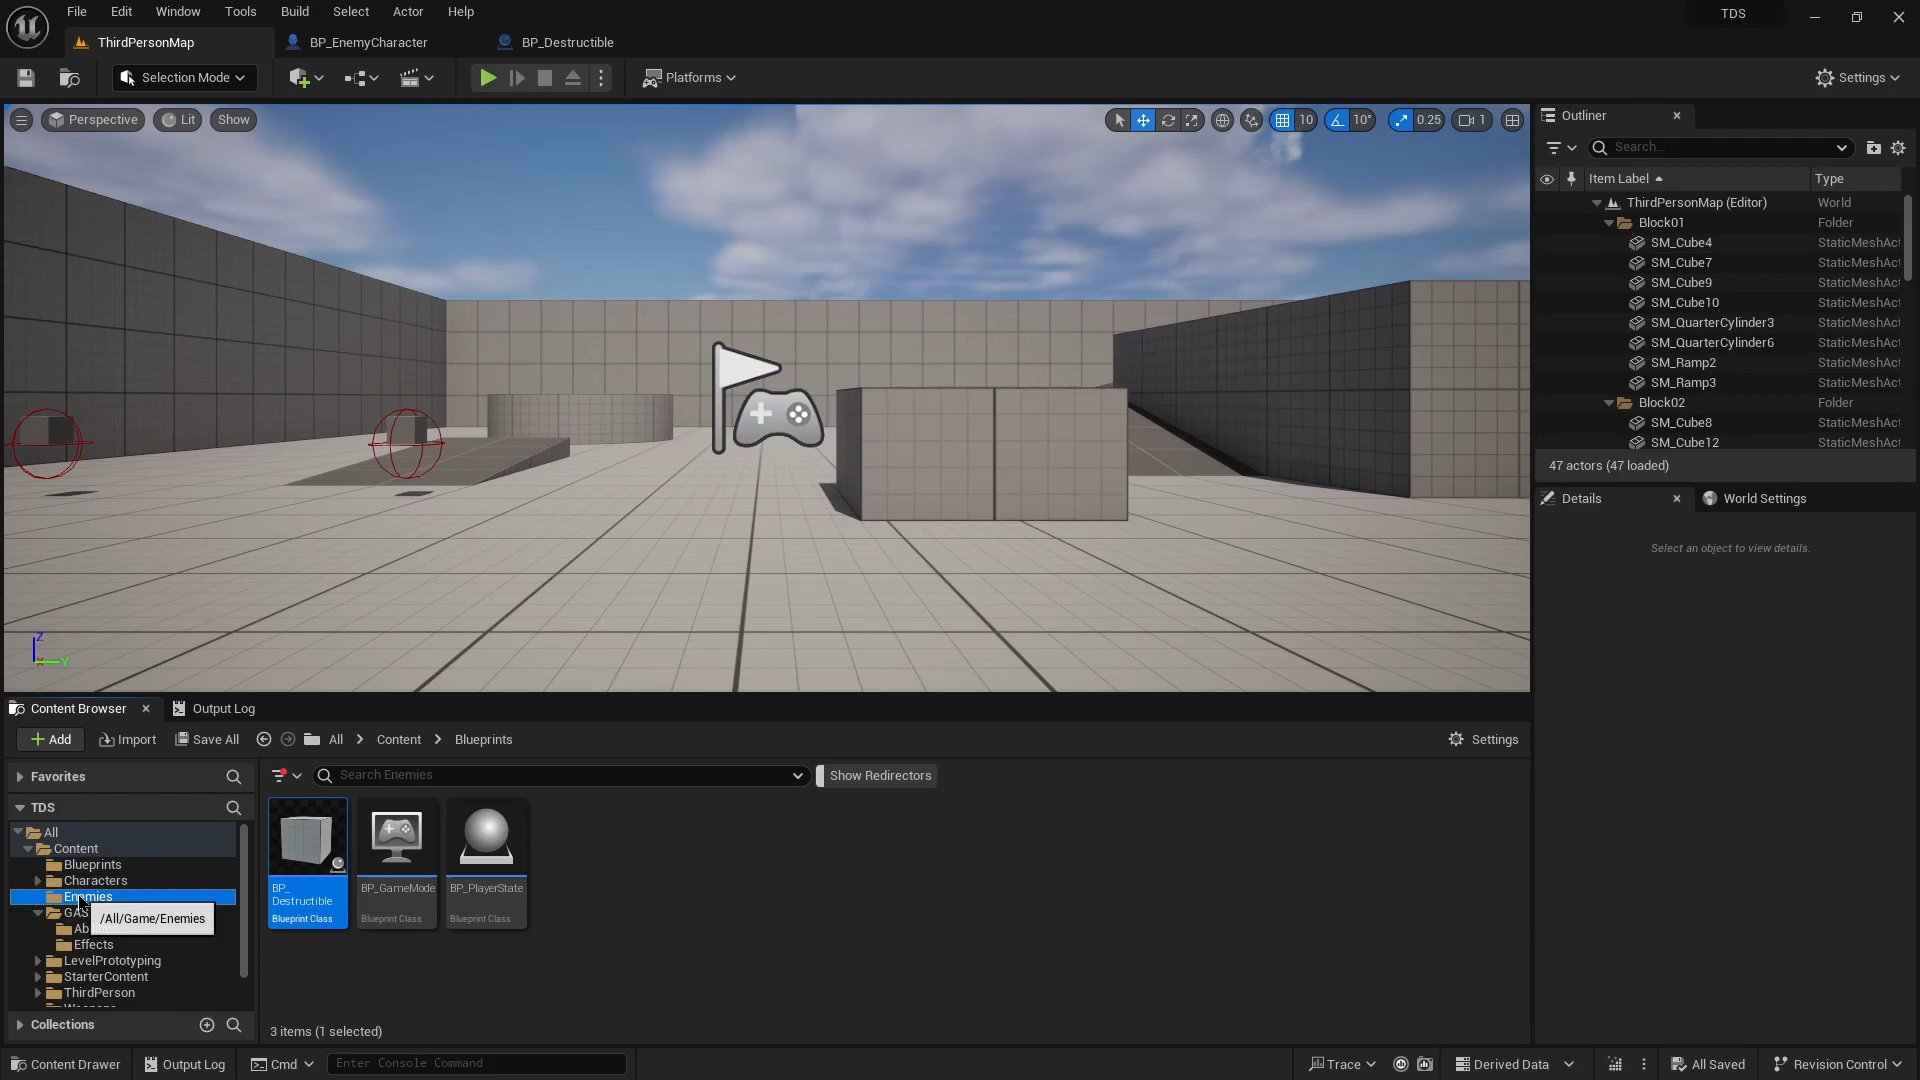 File Edit Window Tools Build Select Actor Help TDS
ThirdPersonMap BP_EnemyCharacter BP_Destructible
Selection Mode Platforms Settings
Perspective Lit Show 10 10° 0.25 1
Outliner
Search...
Item Label Type
ThirdPersonMap (Editor) World
Block01 Folder
SM_Cube4 StaticMeshAct
SM_Cube7 StaticMeshAct
SM_Cube9 StaticMeshAct
SM_Cube10 StaticMeshAct
SM_QuarterCylinder3 StaticMeshAct
SM_QuarterCylinder6 StaticMeshAct
SM_Ramp2 StaticMeshAct
SM_Ramp3 StaticMeshAct
Block02 Folder
SM_Cube8 StaticMeshAct
SM_Cube12 StaticMeshAct
47 actors (47 loaded)
Details World Settings
Select an object to view details.
Z
X Y
Content Browser Output Log
Add Import Save All All Content Blueprints Settings
Favorites
Search Enemies Show Redirectors
TDS
All
Content
Blueprints
Characters
Enemies
GAS
/All/Game/Enemies
Ab
Effects
LevelPrototyping
StarterContent
ThirdPerson
Collections
BP_
Destructible
Blueprint Class
BP_GameMode
Blueprint Class
BP_PlayerState
Blueprint Class
3 items (1 selected)
Content Drawer Output Log Cmd Enter Console Command Trace Derived Data All Saved Revision Control